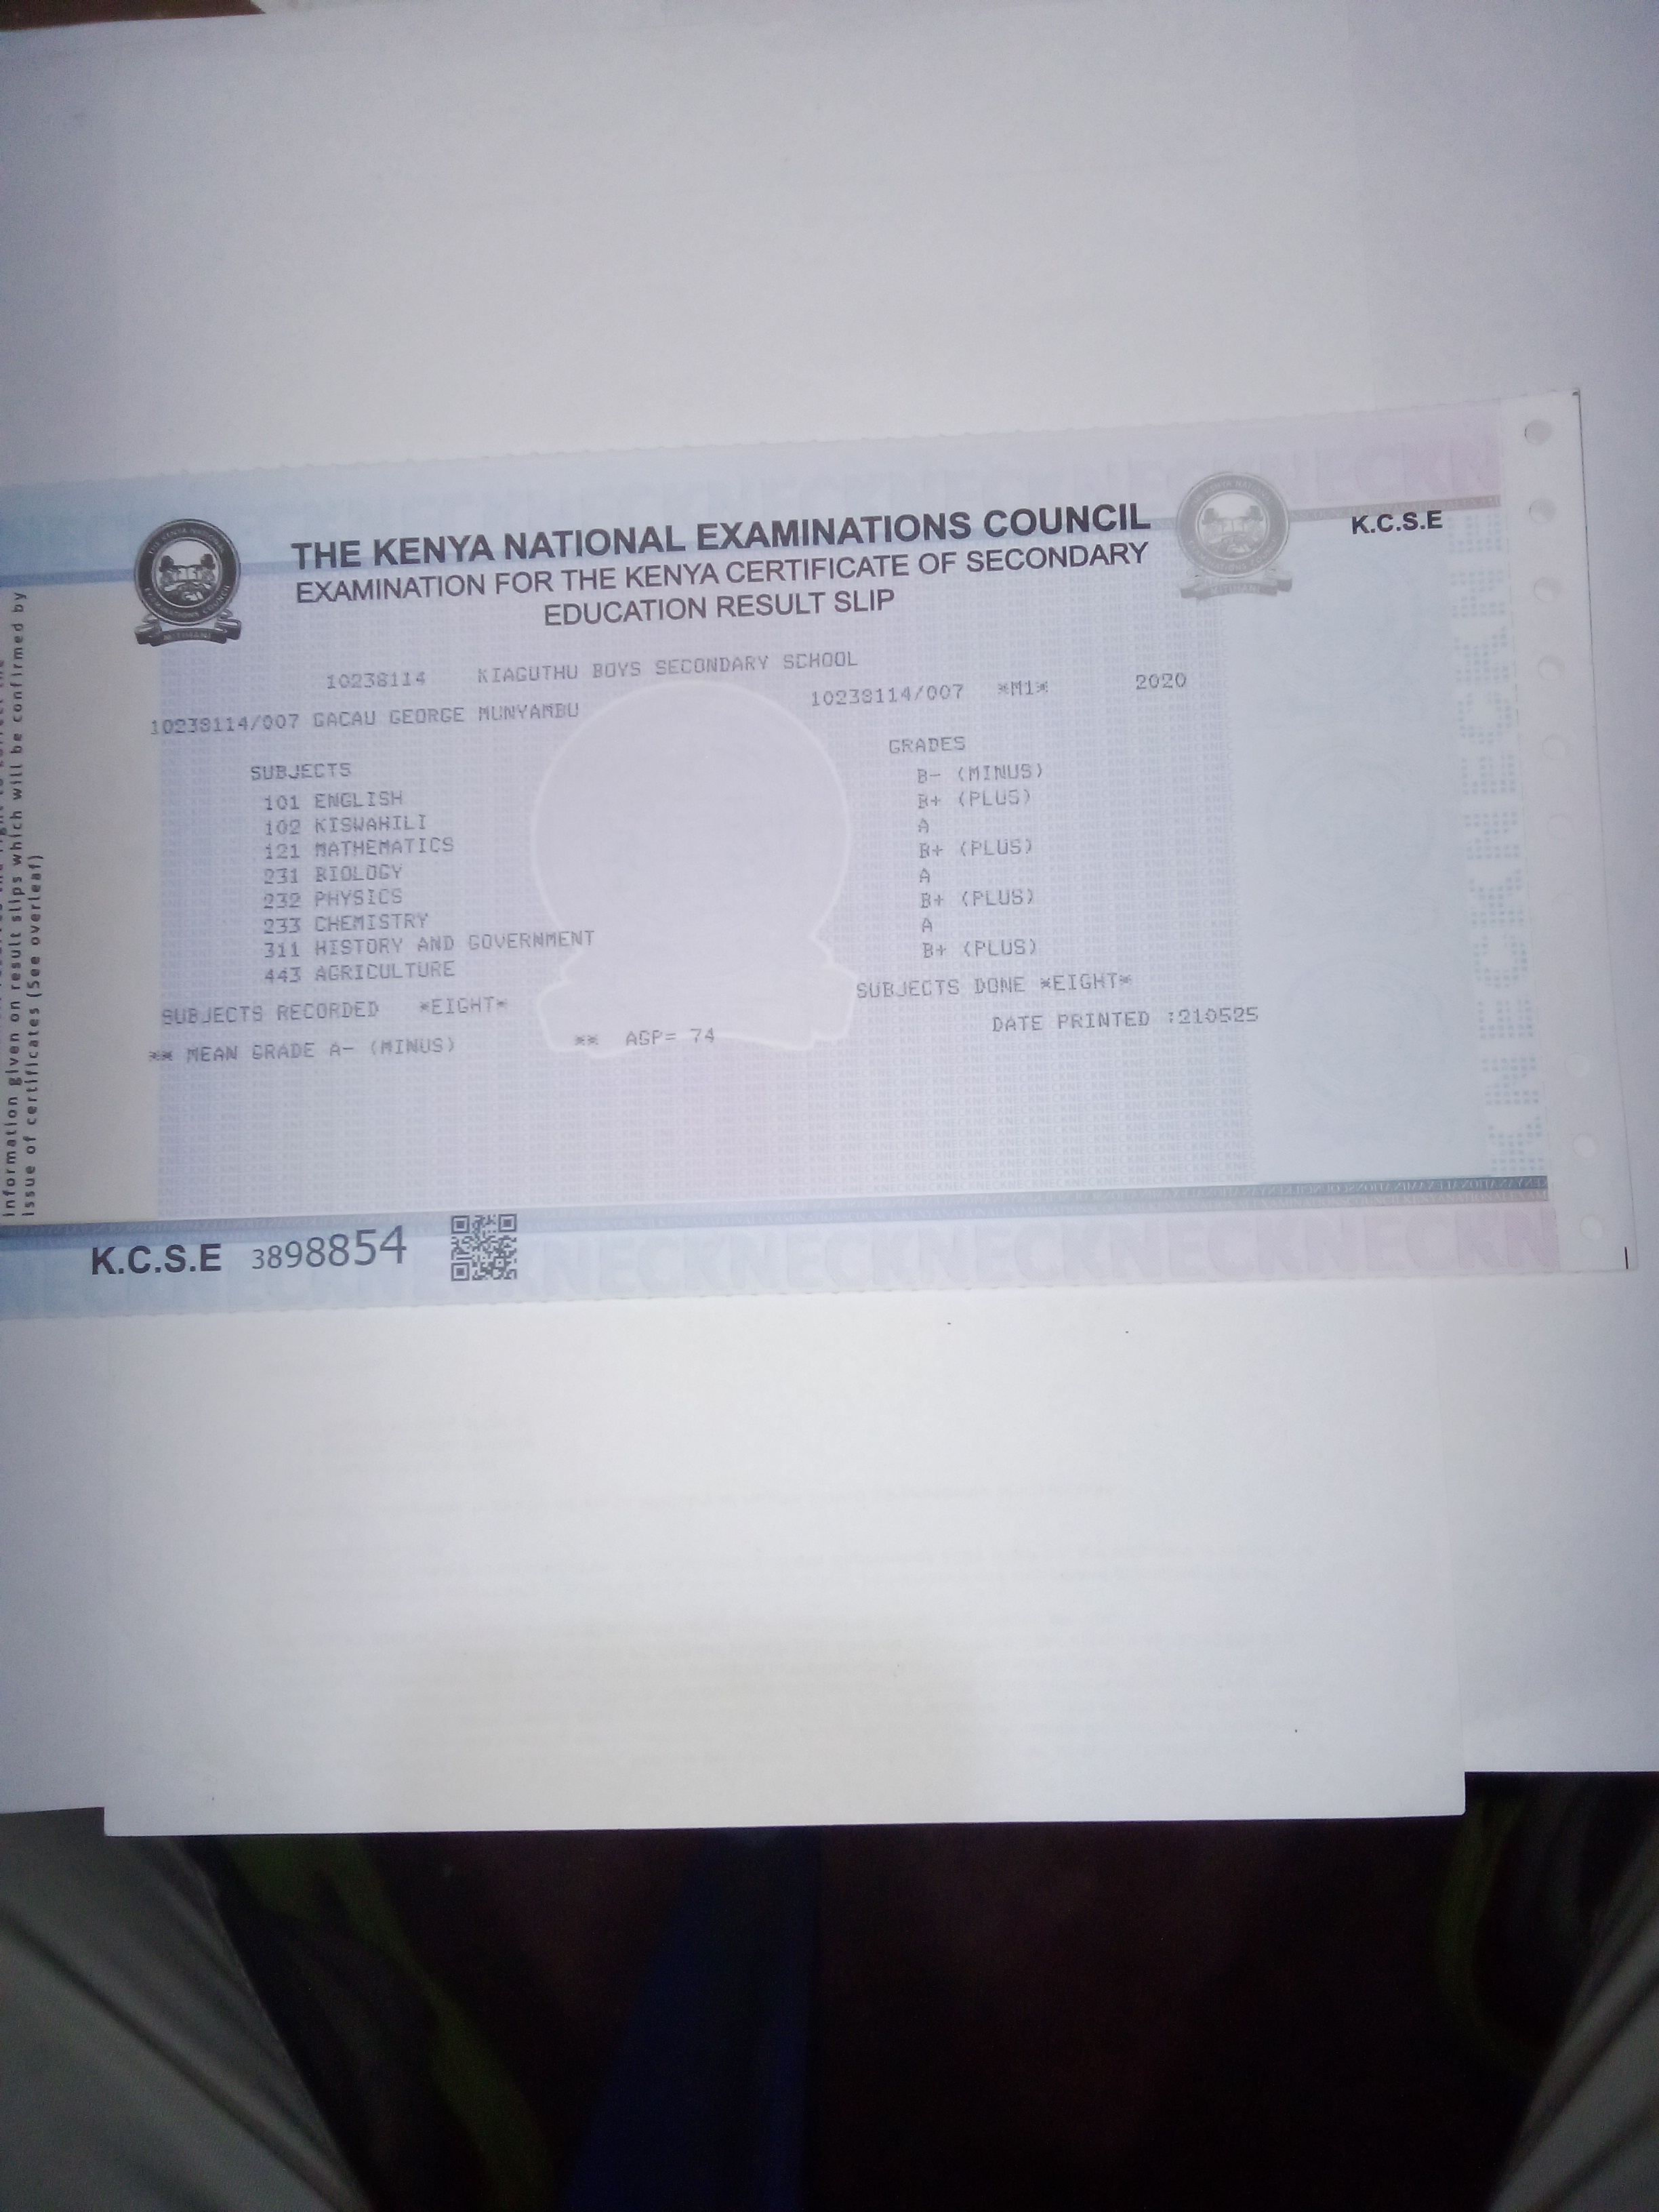 THE KENYA NATIONAL EXAMINATIONS COUNCIL
K.C.S.E
EXAMINATION FOR THE KENYA CERTIFICATE OF SECONDARY
EDUCATION RESULT SLIP
10238114 KIAGUTHU BOYS SECONDARY SCHOOL
10238114/007 GACAU GEORGE MUNYAMBU 10238114/007 *M1* 2020
SUBJECTS GRADES
101 ENGLISH B- (MINUS)
102 KISWAHILI B+ (PLUS)
121 MATHEMATICS A
231 BIOLOGY B+ (PLUS)
232 PHYSICS A
233 CHEMISTRY B+ (PLUS)
311 HISTORY AND GOVERNMENT A
443 AGRICULTURE B+ (PLUS)
SUBJECTS RECORDED *EIGHT* SUBJECTS DONE *EIGHT*
** MEAN GRADE A- (MINUS) ** AGP= 74 DATE PRINTED :210525
K.C.S.E 3898854
information given on result slips which will be confirmed by
issue of certificates (See overleaf)
KNEC KNEC KNE